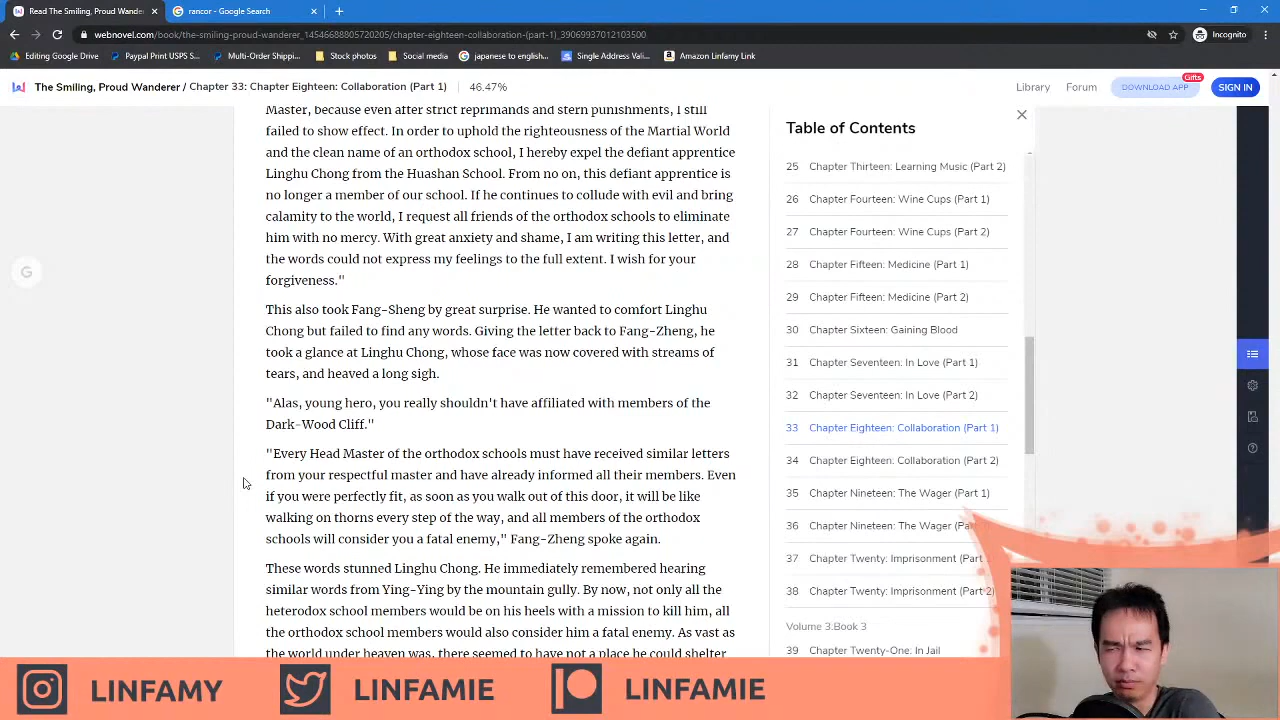 Read The Smiling, Proud Wande
rancor - Google Search
webnovel.com/book/the-smiling-proud-wanderer_14546688805720205/chapter-eighteen-collaboration-(part-1)_39069937012103500
Incognito
Editing Google Drive
Paypal Print USPS S...
Multi-Order Shippi...
Stock photos
Social media
japanese to english...
Single Address Vali...
Amazon Linfamy Link
The Smiling, Proud Wanderer / Chapter 33: Chapter Eighteen: Collaboration (Part 1)
46.47%
Library
Forum
DOWNLOAD APP
Gifts
SIGN IN
Master, because even after strict reprimands and stern punishments, I still
failed to show effect. In order to uphold the righteousness of the Martial World
and the clean name of an orthodox school, I hereby expel the defiant apprentice
Linghu Chong from the Huashan School. From no on, this defiant apprentice is
no longer a member of our school. If he continues to collude with evil and bring
calamity to the world, I request all friends of the orthodox schools to eliminate
him with no mercy. With great anxiety and shame, I am writing this letter, and
the words could not express my feelings to the full extent. I wish for your
forgiveness."
This also took Fang-Sheng by great surprise. He wanted to comfort Linghu
Chong but failed to find any words. Giving the letter back to Fang-Zheng, he
took a glance at Linghu Chong, whose face was now covered with streams of
tears, and heaved a long sigh.
"Alas, young hero, you really shouldn't have affiliated with members of the
Dark-Wood Cliff."
"Every Head Master of the orthodox schools must have received similar letters
from your respectful master and have already informed all their members. Even
if you were perfectly fit, as soon as you walk out of this door, it will be like
walking on thorns every step of the way, and all members of the orthodox
schools will consider you a fatal enemy," Fang-Zheng spoke again.
These words stunned Linghu Chong. He immediately remembered hearing
similar words from Ying-Ying by the mountain gully. By now, not only all the
heterodox school members would be on his heels with a mission to kill him, all
the orthodox school members would also consider him a fatal enemy. As vast as
the world under heaven was, there seemed to have not a place he could shelter
Table of Contents
25 Chapter Thirteen: Learning Music (Part 2)
26 Chapter Fourteen: Wine Cups (Part 1)
27 Chapter Fourteen: Wine Cups (Part 2)
28 Chapter Fifteen: Medicine (Part 1)
29 Chapter Fifteen: Medicine (Part 2)
30 Chapter Sixteen: Gaining Blood
31 Chapter Seventeen: In Love (Part 1)
32 Chapter Seventeen: In Love (Part 2)
33 Chapter Eighteen: Collaboration (Part 1)
34 Chapter Eighteen: Collaboration (Part 2)
35 Chapter Nineteen: The Wager (Part 1)
36 Chapter Nineteen: The Wager (Pa
37 Chapter Twenty: Imprisonment (Part
38 Chapter Twenty: Imprisonment (Part 2)
Volume 3.Book 3
39 Chapter Twenty-One: In Jail
LINFAMY
LINFAMIE
LINFAMIE